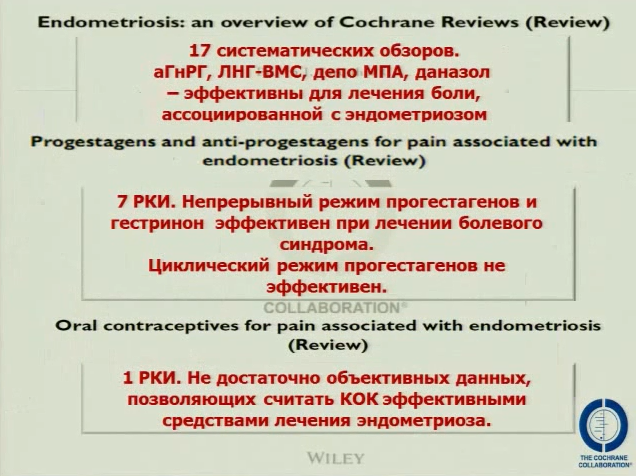 Endometriosis: an overview of Cochrane Reviews (Review)
17 систематических обзоров.
аГнРГ, ЛНГ-ВМС, депо МПА, даназол
– эффективны для лечения боли,
ассоциированной с эндометриозом
Progestagens and anti-progestagens for pain associated with
endometriosis (Review)
7 РКИ. Непрерывный режим прогестагенов и
гестринон эффективен при лечении болевого
синдрома.
Циклический режим прогестагенов не
эффективен.
COLLABORATION®
Oral contraceptives for pain associated with endometriosis
(Review)
1 РКИ. Не достаточно объективных данных,
позволяющих считать КОК эффективными
средствами лечения эндометриоза.
WILEY
THE COCHRANE
COLLABORATION®